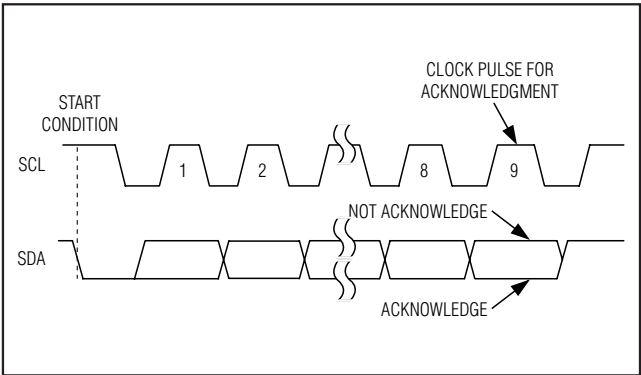 CLOCK PULSE FOR
ACKNOWLEDGMENT
START
CONDITION
SCL
1
2
8
9
NOT ACKNOWLEDGE
SDA
ACKNOWLEDGE